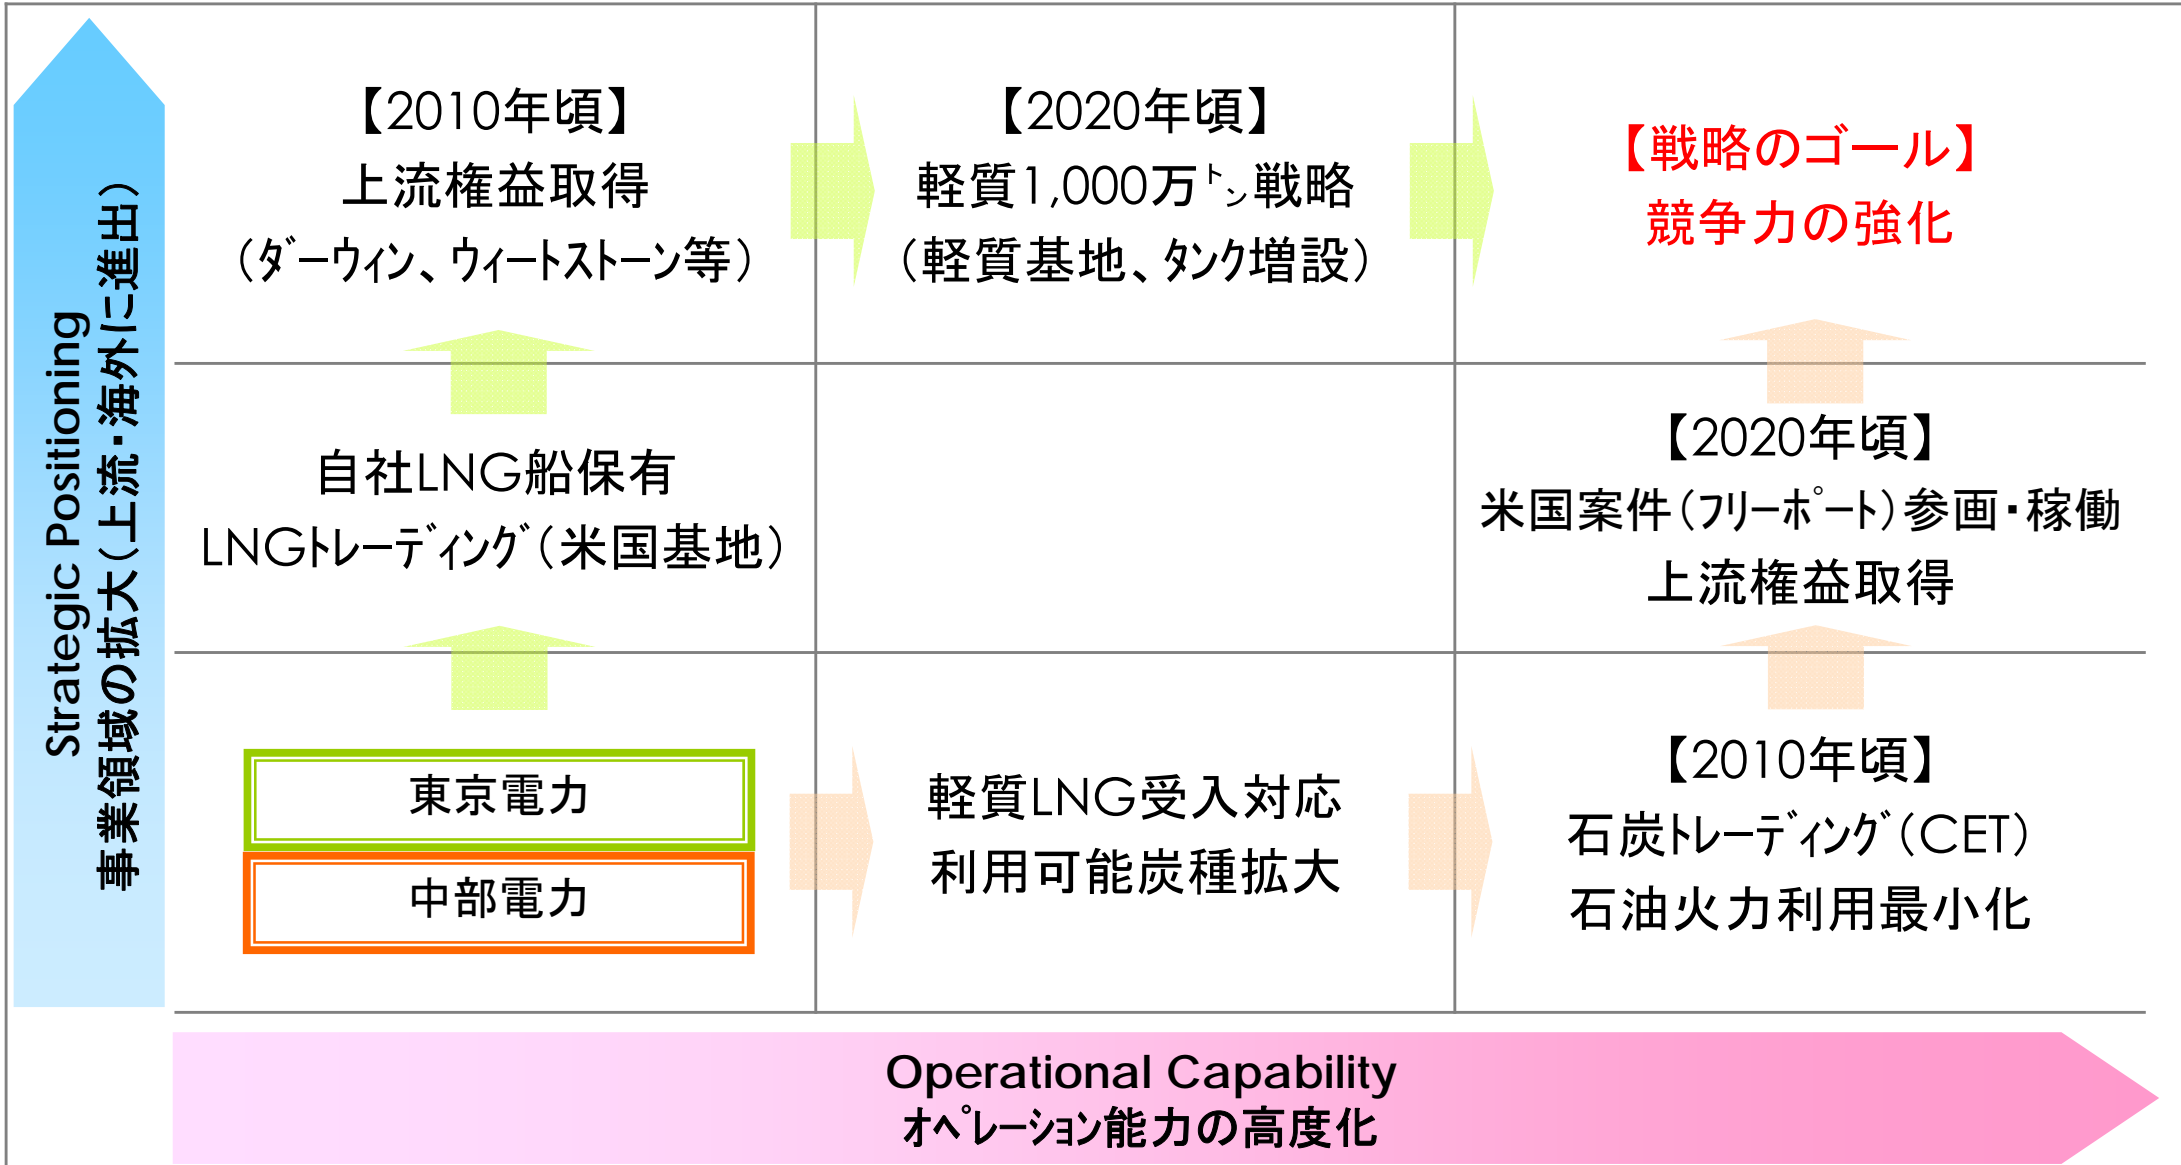 Strategic Positioning
事業領域の拡大（上流・海外に進出）
【2010年頃】
上流権益取得
（ﾀﾞｰｳｨﾝ、ｳｨｰﾄｽﾄｰﾝ等）
【2020年頃】
軽質1,000万㌧戦略
（軽質基地、ﾀﾝｸ増設）
【戦略のゴール】
競争力の強化
自社LNG船保有
LNGﾄﾚｰﾃﾞｨﾝｸﾞ（米国基地）
【2020年頃】
米国案件（ﾌﾘｰﾎﾟｰﾄ）参画・稼働
上流権益取得
東京電力
中部電力
軽質LNG受入対応
利用可能炭種拡大
【2010年頃】
石炭ﾄﾚｰﾃﾞｨﾝｸﾞ（CET）
石油火力利用最小化
Operational Capability
ｵﾍﾟﾚｰｼｮﾝ能力の高度化